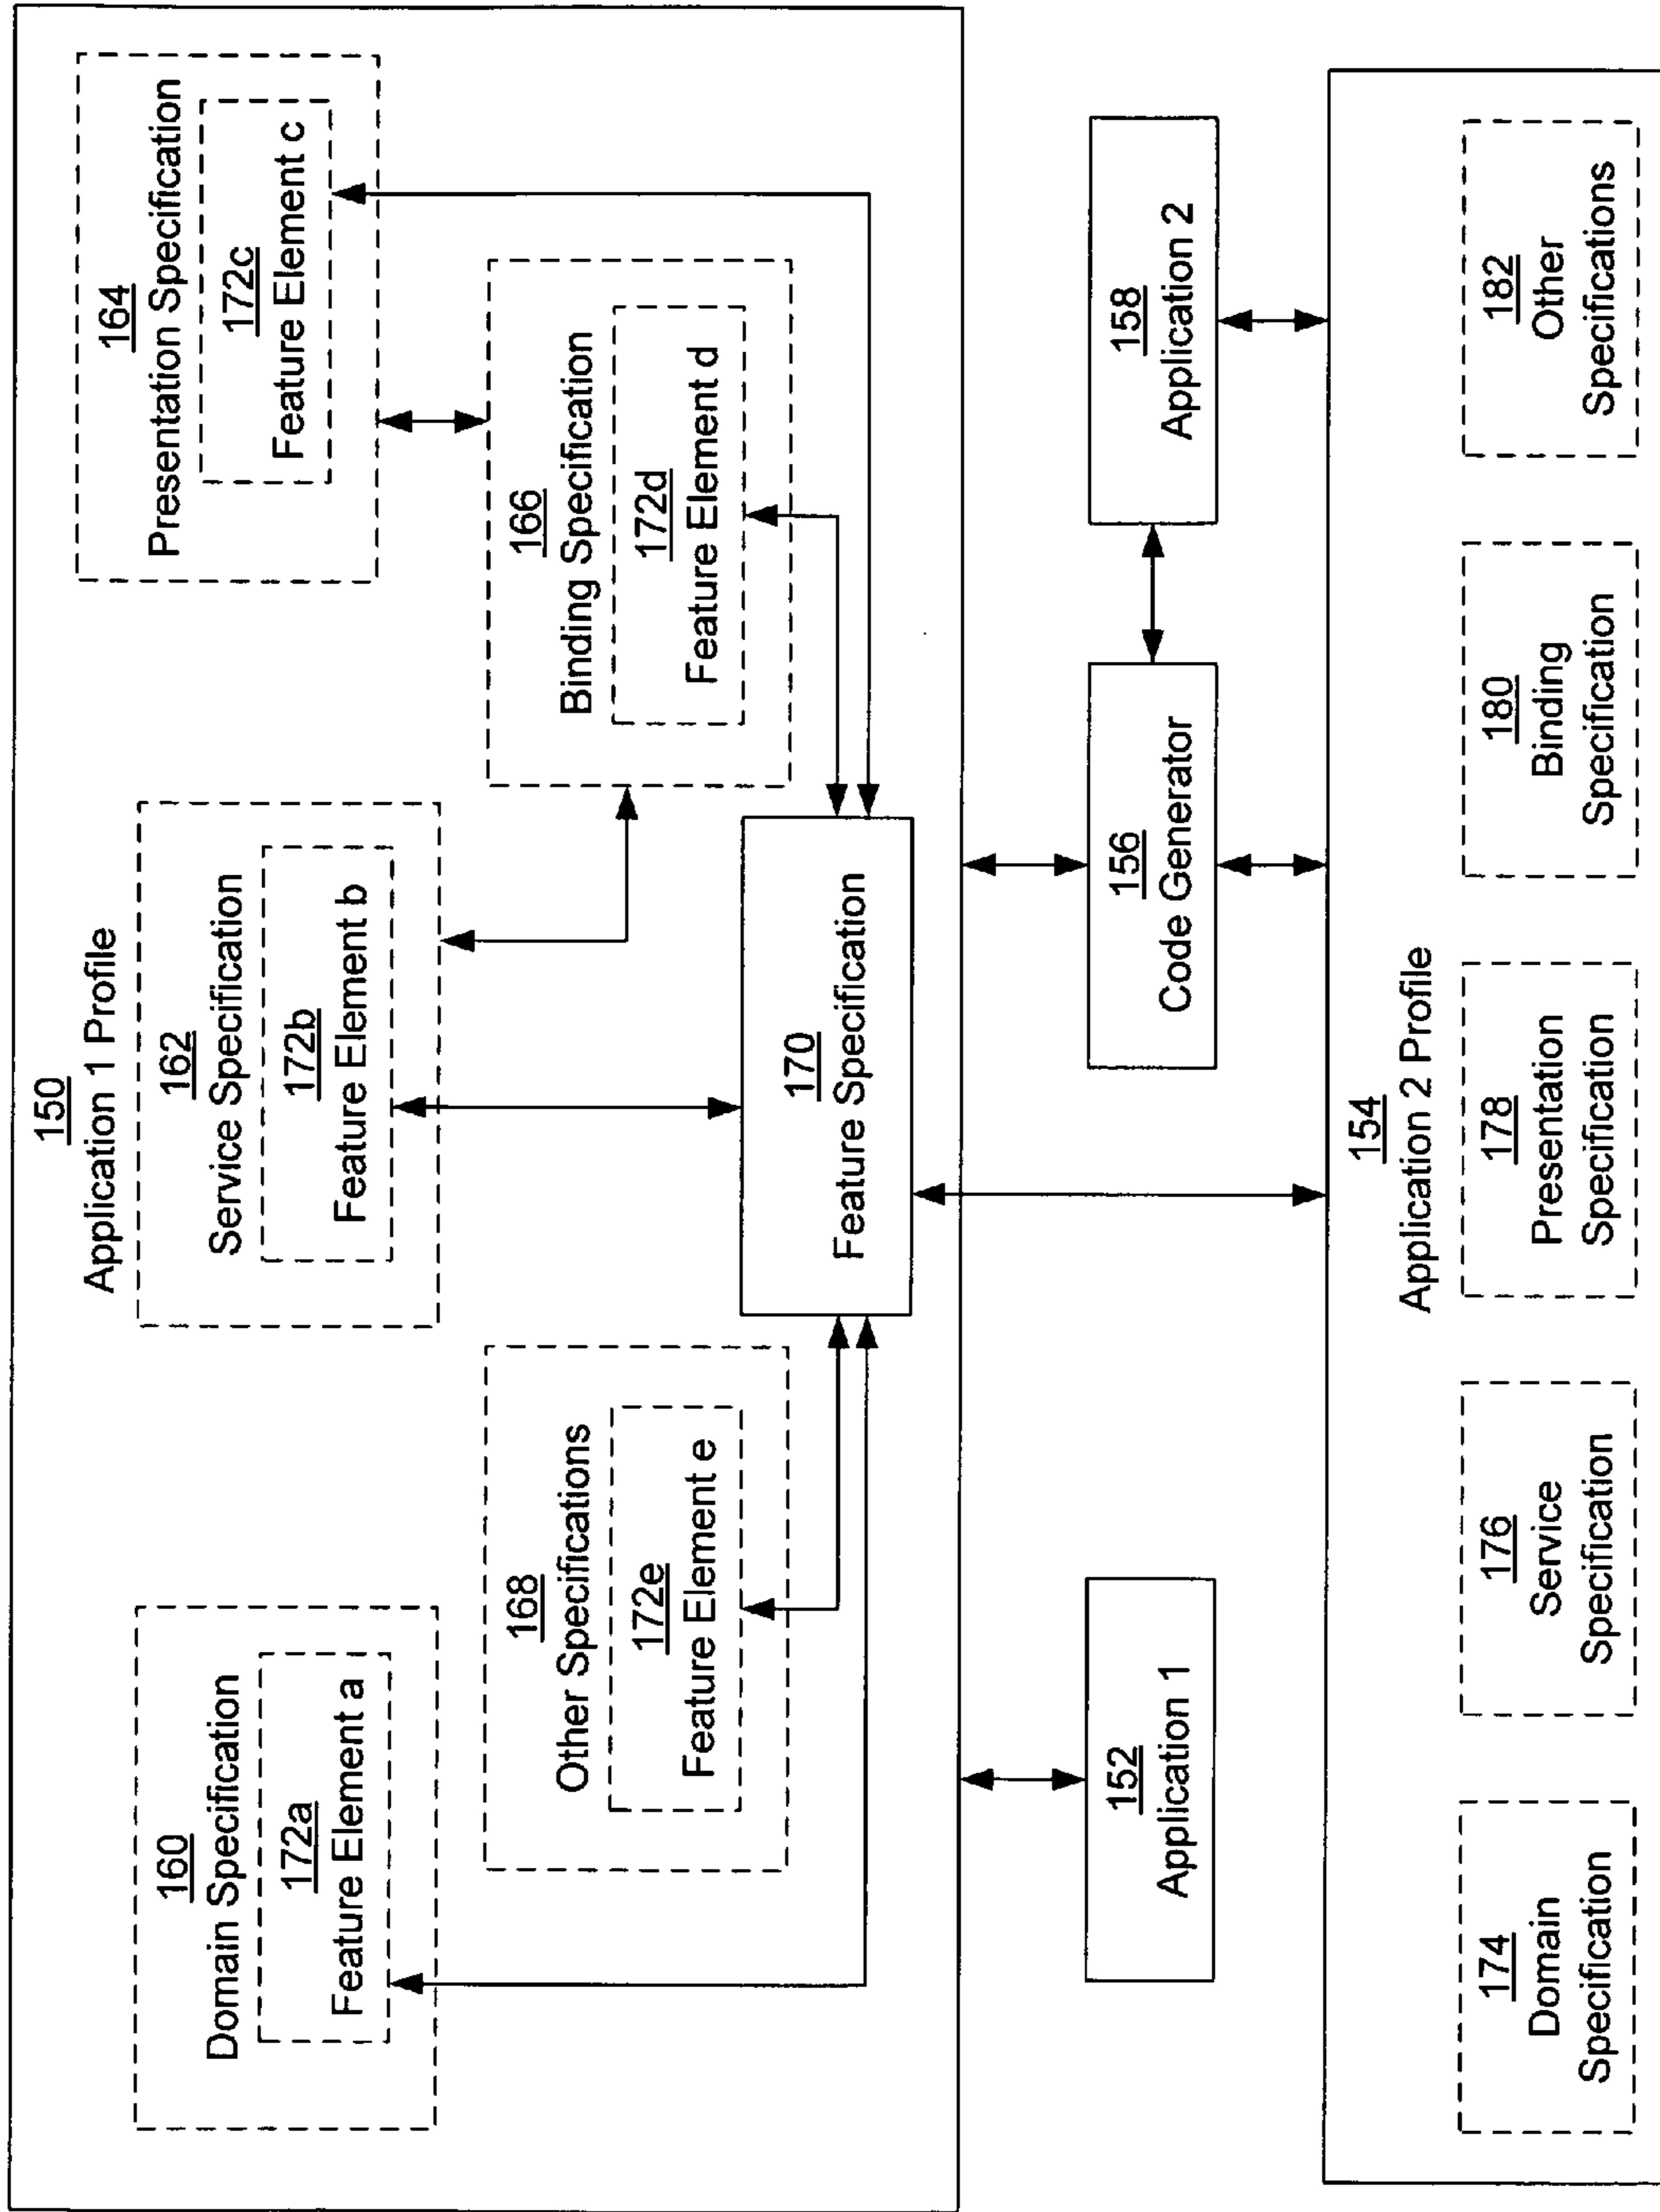 150
Application 1 Profile
160
Domain Specification
172a
Feature Element a
162
Service Specification
172b
Feature Element b
164
Presentation Specification
172c
Feature Element c
168
Other Specifications
172e
Feature Element e
166
Binding Specification
172d
Feature Element d
170
Feature Specification
152
Application 1
156
Code Generator
158
Application 2
154
Application 2 Profile
174
Domain
Specification
176
Service
Specification
178
Presentation
Specification
180
Binding
Specification
182
Other
Specifications